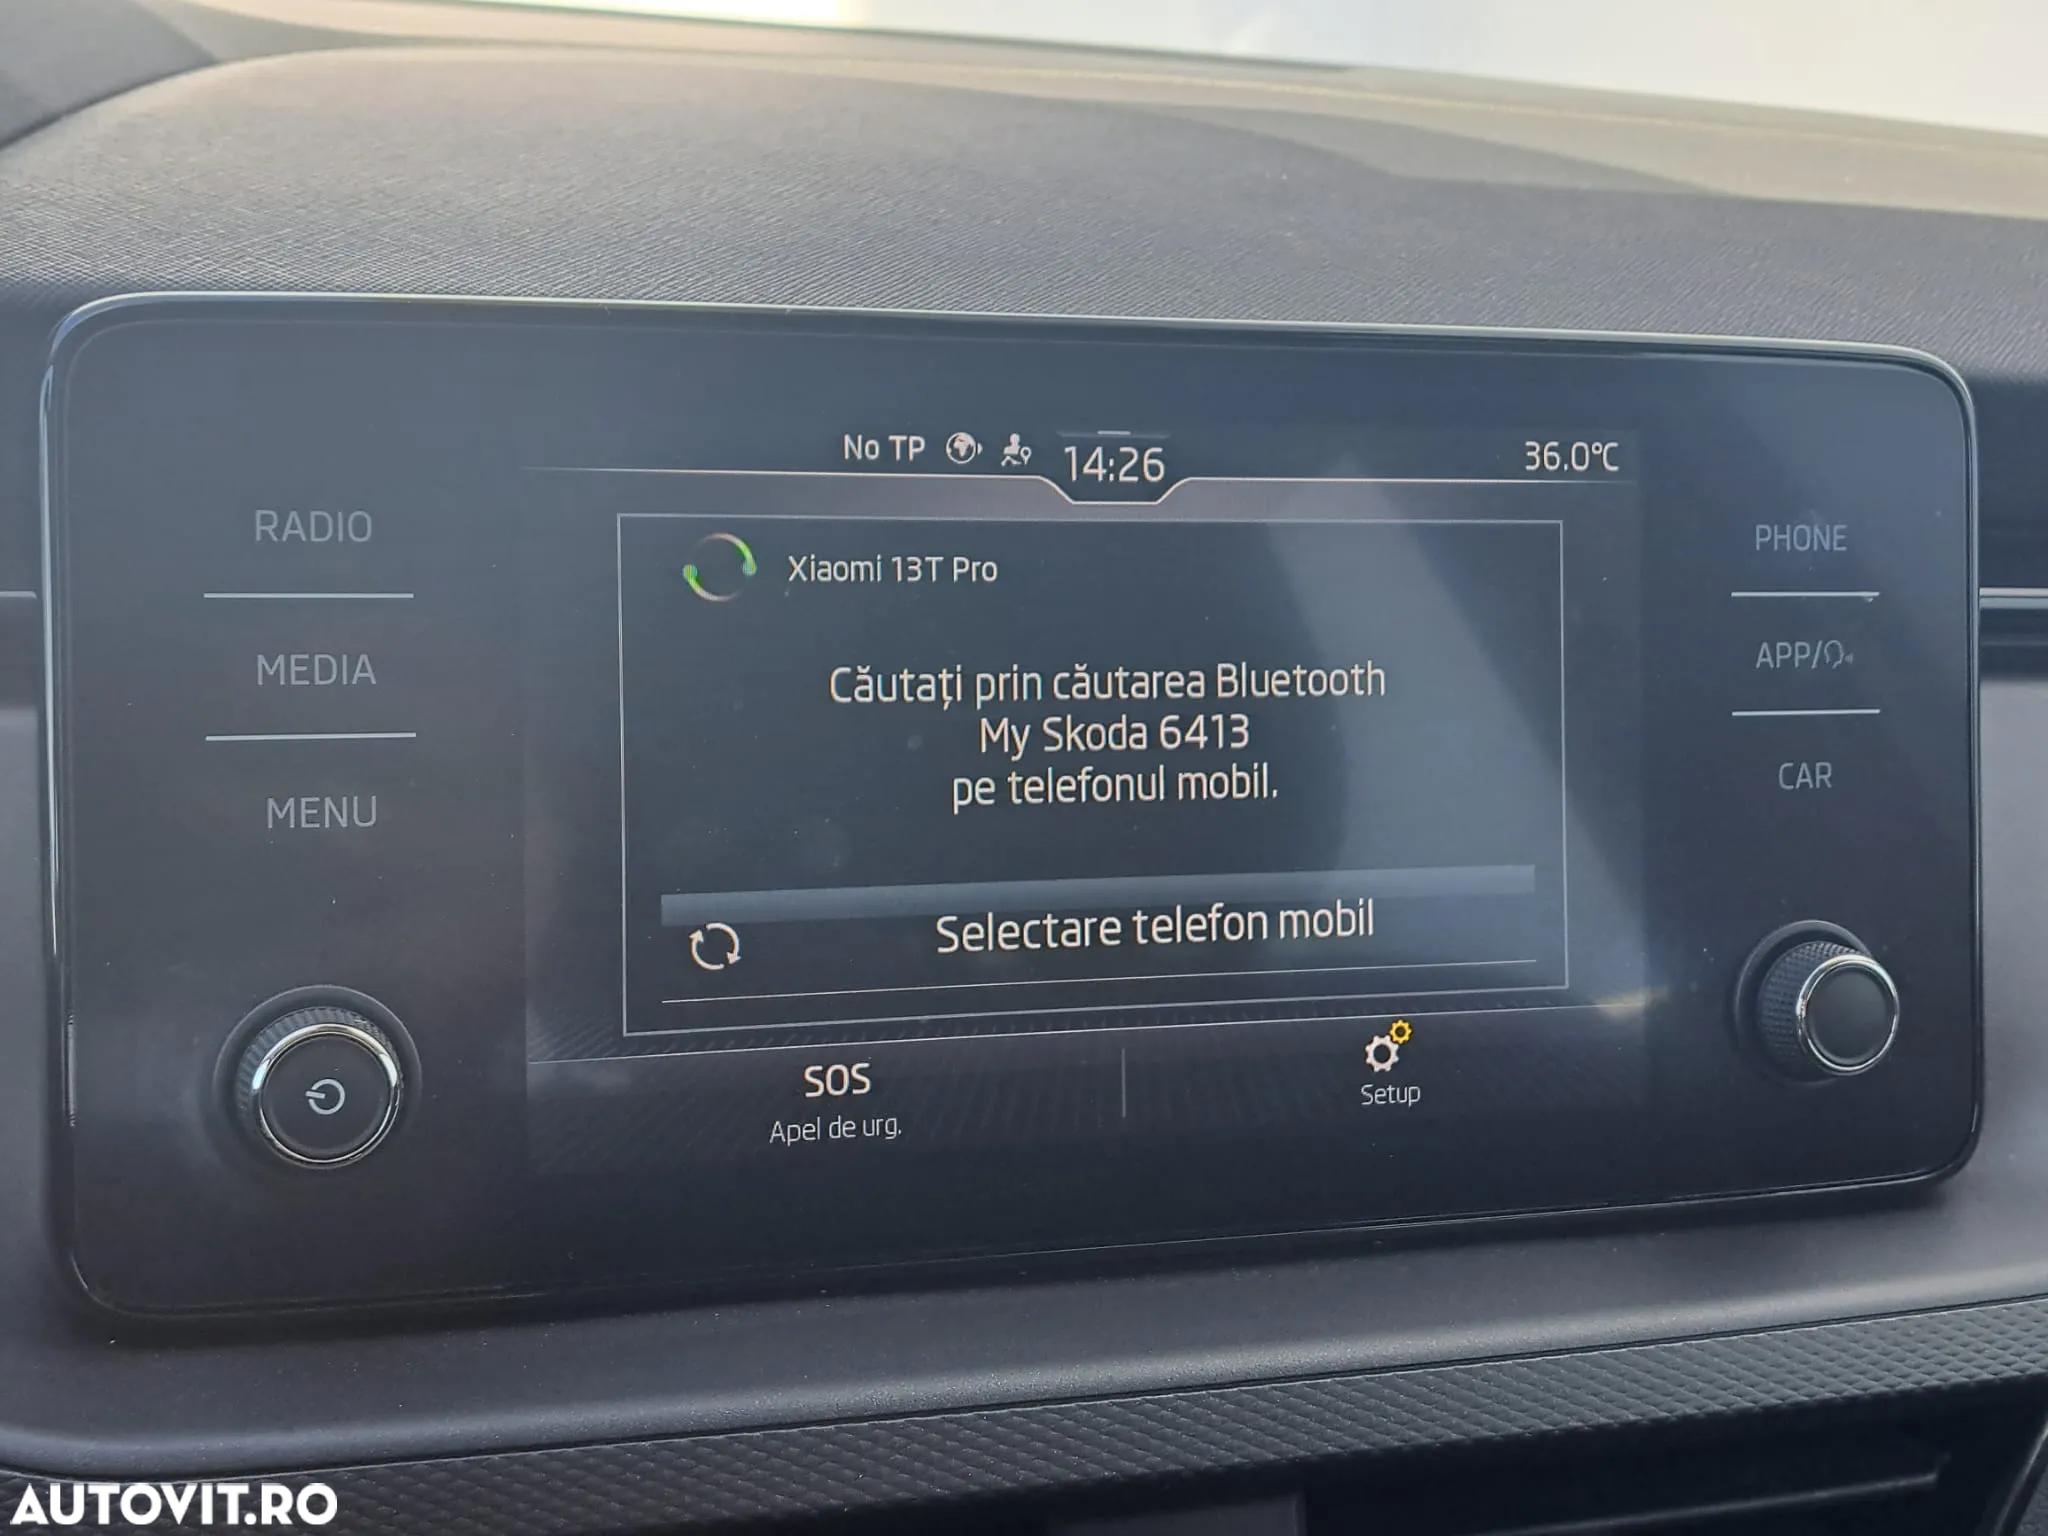 No TP
14:26
36.0°C
RADIO
MEDIA
MENU
PHONE
APP/
CAR
Xiaomi 13T Pro
Căutați prin căutarea Bluetooth
My Skoda 6413
pe telefonul mobil.
Selectare telefon mobil
SOS
Apel de urg.
Setup
AUTOVIT.RO